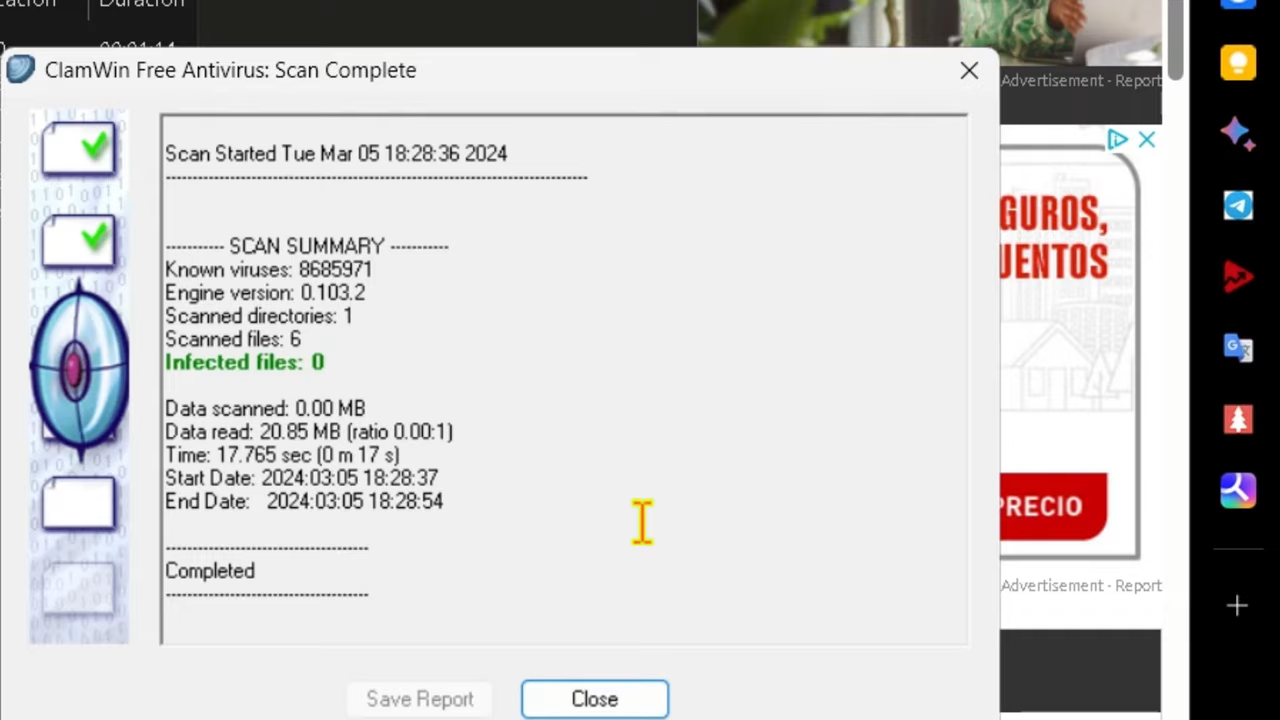 Duration
ClamWin Free Antivirus: Scan Complete
Advertisement - Report
Scan Started Tue Mar 05 18:28:36 2024
-------------------------------------------------------------------------------
---------- SCAN SUMMARY -----------
Known viruses: 8685971
Engine version: 0.103.2
Scanned directories: 1
Scanned files: 6
Infected files: 0
Data scanned: 0.00 MB
Data read: 20.85 MB (ratio 0.00:1)
Time: 17.765 sec (0 m 17 s)
Start Date: 2024:03:05 18:28:37
End Date:   2024:03:05 18:28:54
--------------------------------------
Completed
--------------------------------------
Save Report
Close
GUROS,
UENTOS
PRECIO
Advertisement - Report